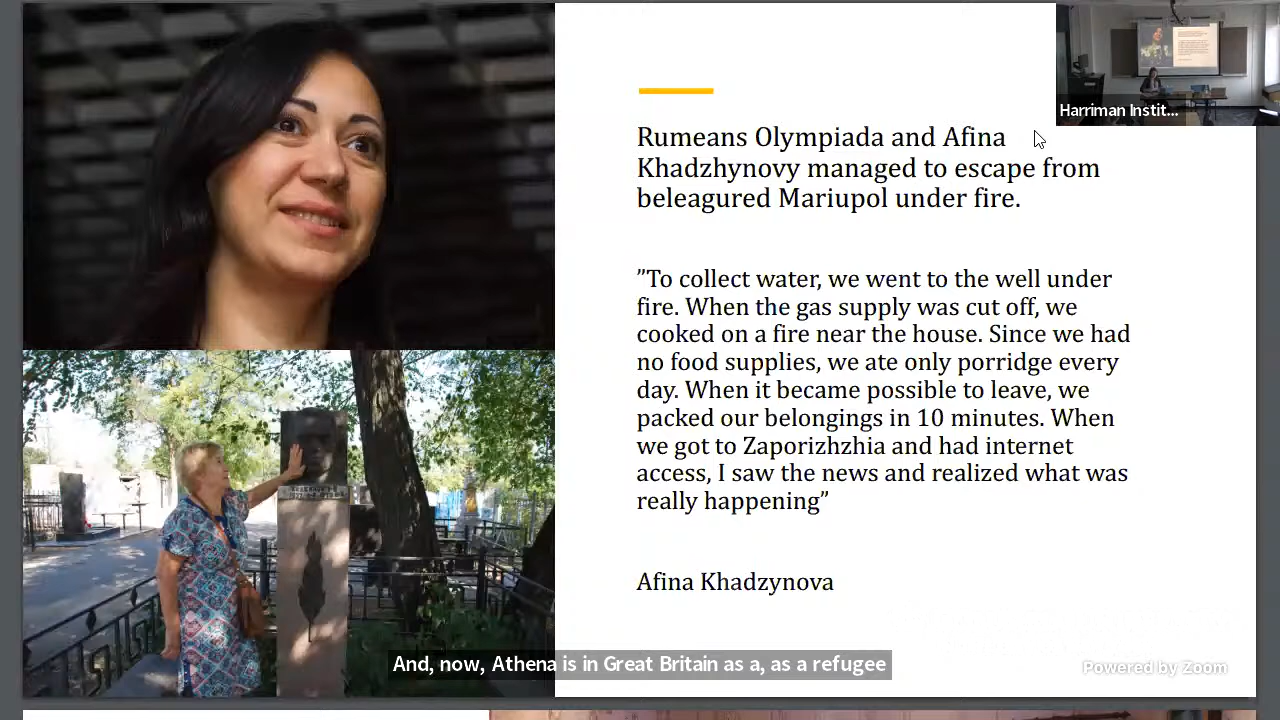 Harriman Instit...
Rumeans Olympiada and Afina
Khadzhynovy managed to escape from
beleagured Mariupol under fire.
”To collect water, we went to the well under
fire. When the gas supply was cut off, we
cooked on a fire near the house. Since we had
no food supplies, we ate only porridge every
day. When it became possible to leave, we
packed our belongings in 10 minutes. When
we got to Zaporizhzhia and had internet
access, I saw the news and realized what was
really happening”
Afina Khadzynova
And, now, Athena is in Great Britain as a, as a refugee
Powered by Zoom